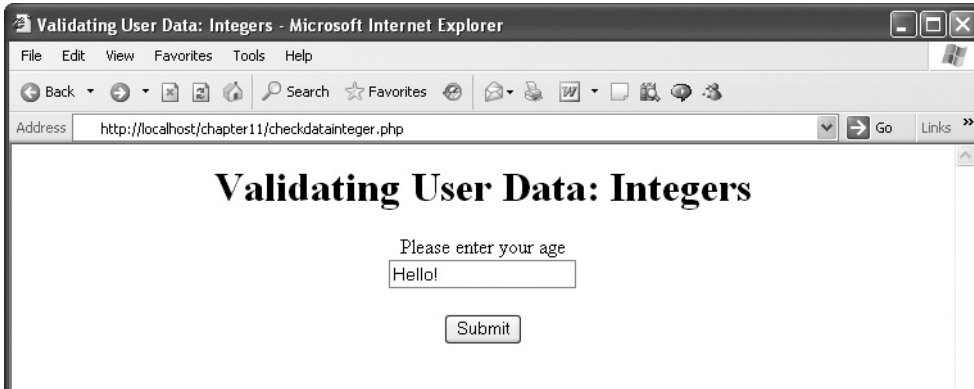 Validating User Data: Integers - Microsoft Internet Explorer
File Edit View Favorites Tools Help
Back Search Favorites
Address http://localhost/chapter11/checkdatainteger.php Go Links »
Validating User Data: Integers
Please enter your age
Hello!
Submit